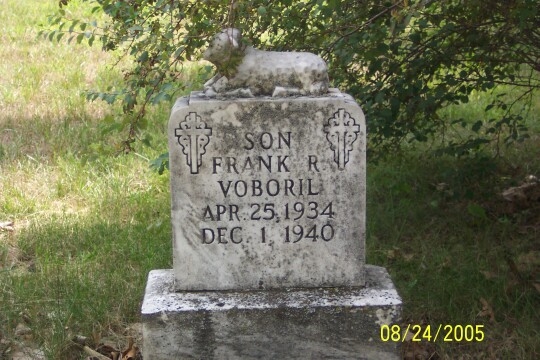 SON
FRANK R.
VOBORIL
APR. 25, 1934
DEC. 1, 1940
08/24/2005